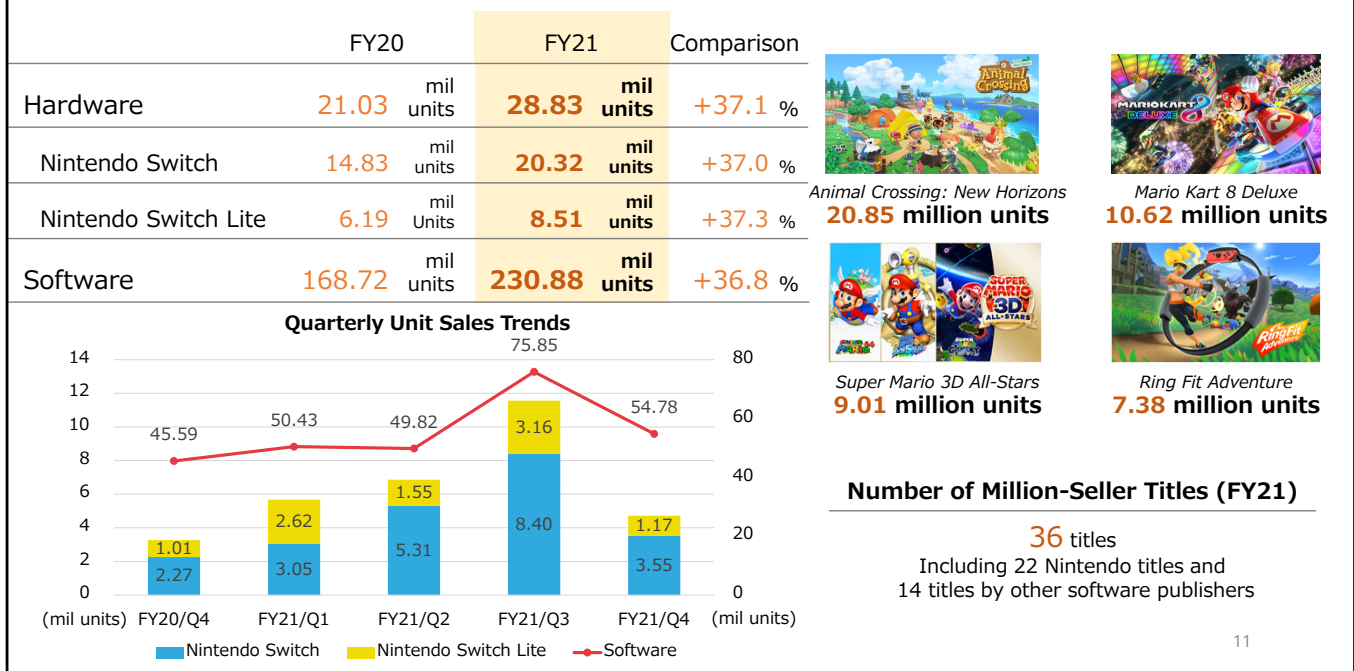 FY20 FY21 Comparison
Hardware 21.03 mil units 28.83 mil units +37.1 %
Nintendo Switch 14.83 mil units 20.32 mil units +37.0 %
Nintendo Switch Lite 6.19 mil Units 8.51 mil units +37.3 %
Software 168.72 mil units 230.88 mil units +36.8 %
Quarterly Unit Sales Trends
14
12
10
8
6
4
2
0
80
60
40
20
0
45.59
50.43
49.82
75.85
54.78
1.01
2.62
1.55
3.16
1.17
2.27
3.05
5.31
8.40
3.55
(mil units) FY20/Q4 FY21/Q1 FY21/Q2 FY21/Q3 FY21/Q4 (mil units)
Nintendo Switch Nintendo Switch Lite Software
Animal
Crossing
Animal Crossing: New Horizons
20.85 million units
MARIOKART 8
DELUXE
Mario Kart 8 Deluxe
10.62 million units
SUPER
MARIO
3D
ALL-STARS
Super Mario 3D All-Stars
9.01 million units
RingFit
Adventure
Ring Fit Adventure
7.38 million units
Number of Million-Seller Titles (FY21)
36 titles
Including 22 Nintendo titles and
14 titles by other software publishers
11